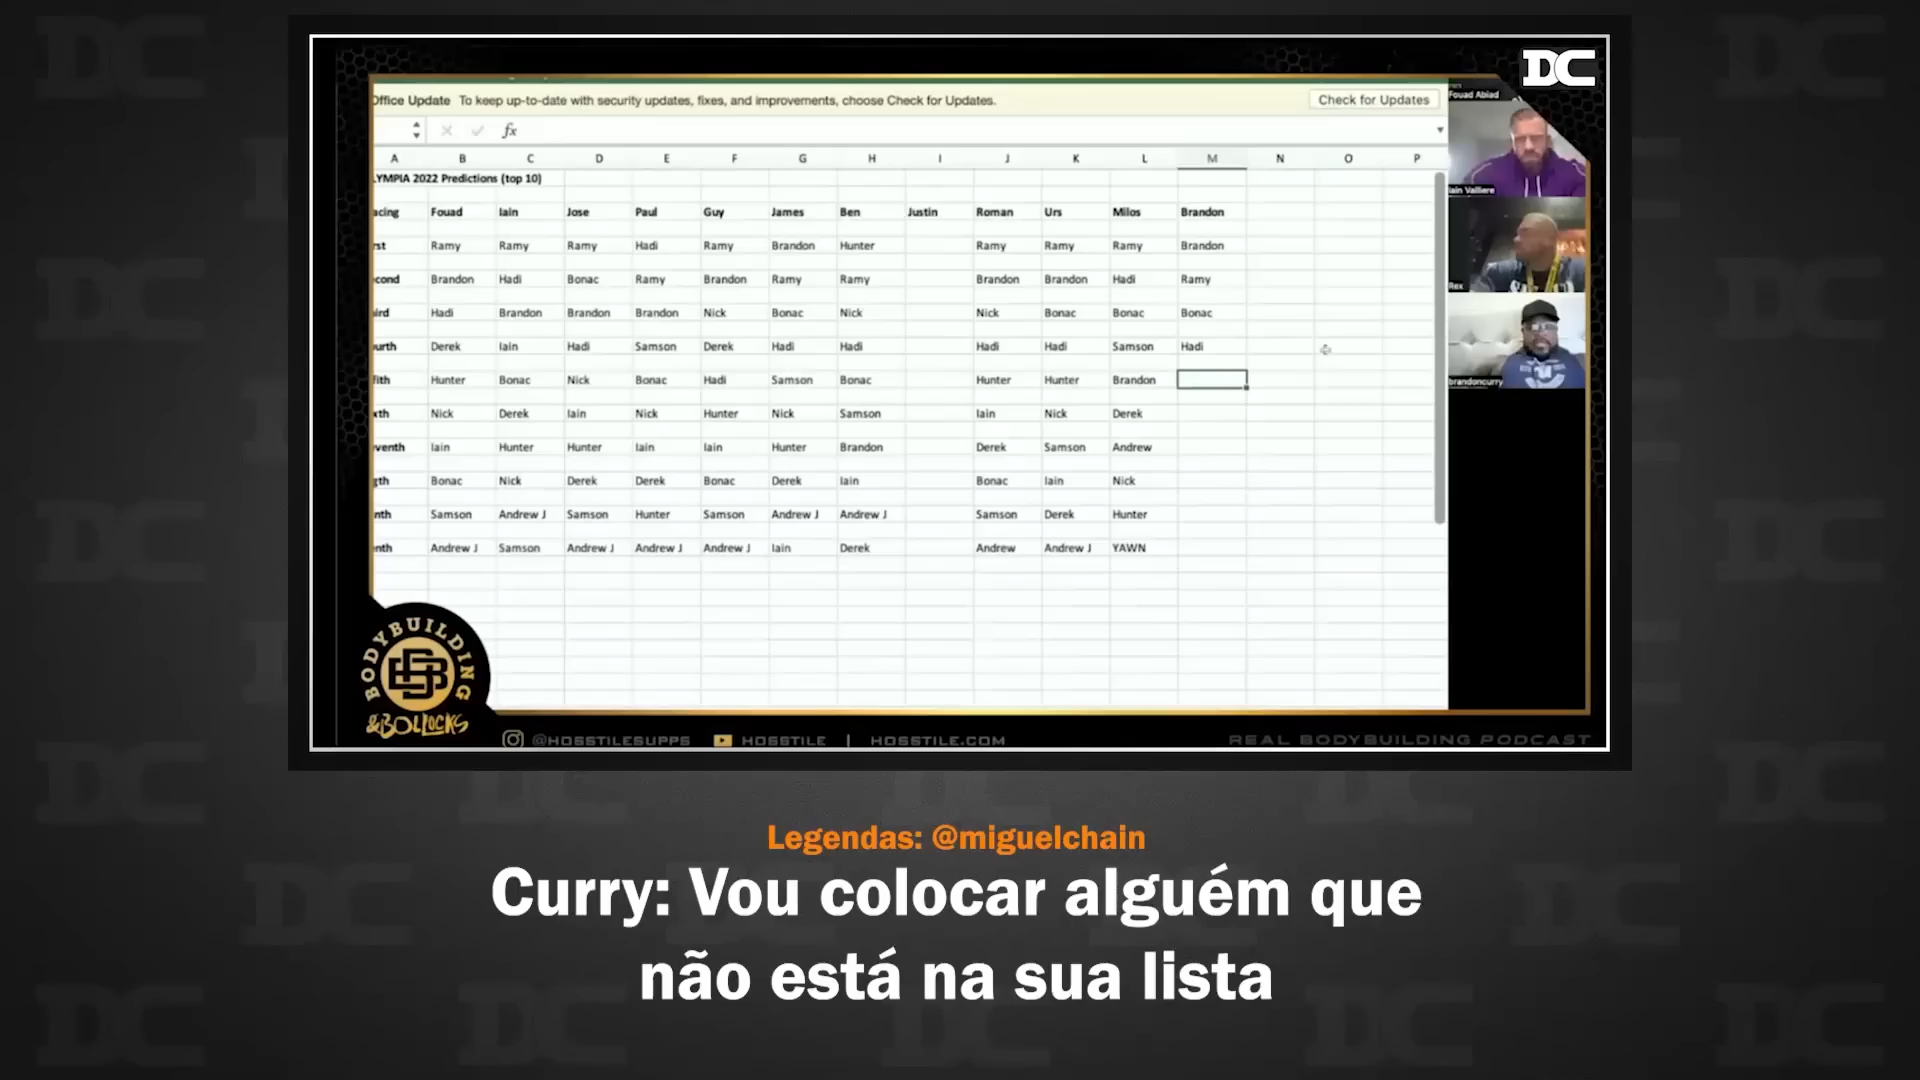 DC
Office Update To keep up-to-date with security updates, fixes, and improvements, choose Check for Updates. Check for Updates
fx
A B C D E F G H I J K L M N O P
LYMPIA 2022 Predictions (top 10)
acing Fouad Iain Jose Paul Guy James Ben Justin Roman Urs Milos Brandon
rst Ramy Ramy Ramy Hadi Ramy Brandon Hunter Ramy Ramy Ramy Brandon
cond Brandon Hadi Bonac Ramy Brandon Ramy Ramy Brandon Brandon Hadi Ramy
ird Hadi Brandon Brandon Brandon Nick Bonac Nick Nick Bonac Bonac Bonac
urth Derek Iain Hadi Samson Derek Hadi Hadi Hadi Hadi Samson Hadi
fith Hunter Bonac Nick Bonac Hadi Samson Bonac Hunter Hunter Brandon
xth Nick Derek Iain Nick Hunter Nick Samson Iain Nick Derek
venth Iain Hunter Hunter Iain Iain Hunter Brandon Derek Samson Andrew
gth Bonac Nick Derek Derek Bonac Derek Iain Bonac Iain Nick
nth Samson Andrew J Samson Hunter Samson Andrew J Andrew J Samson Derek Hunter
enth Andrew J Samson Andrew J Andrew J Andrew J Iain Derek Andrew Andrew J YAWN
Fouad Abiad
Iain Valliere
Rex
brandoncurry
BODYBUILDING
&BOLLOCKS
@HOSSTILESUPPS HOSSTILE | HOSSTILE.COM REAL BODYBUILDING PODCAST
Legendas: @miguelchain
Curry: Vou colocar alguém que
não está na sua lista